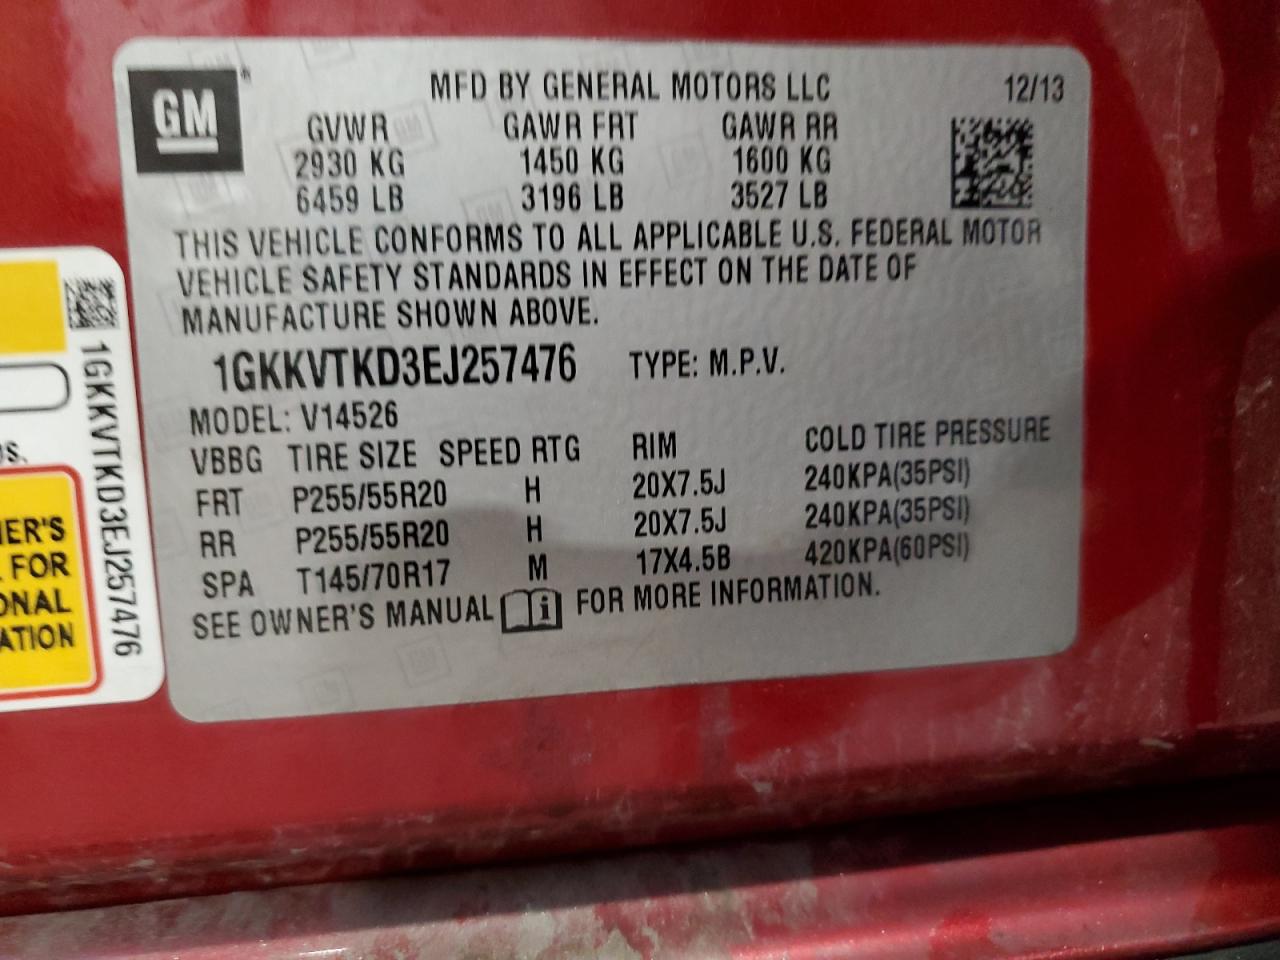 GM
MFD BY GENERAL MOTORS LLC 12/13
GVWR GAWR FRT GAWR RR
2930 KG 1450 KG 1600 KG
6459 LB 3196 LB 3527 LB
THIS VEHICLE CONFORMS TO ALL APPLICABLE U.S. FEDERAL MOTOR
VEHICLE SAFETY STANDARDS IN EFFECT ON THE DATE OF
MANUFACTURE SHOWN ABOVE.
1GKKVTKD3EJ257476 TYPE: M.P.V.
MODEL: V14526
VBBG TIRE SIZE SPEED RTG RIM COLD TIRE PRESSURE
FRT P255/55R20 H 20X7.5J 240KPA(35PSI)
RR P255/55R20 H 20X7.5J 240KPA(35PSI)
SPA T145/70R17 M 17X4.5B 420KPA(60PSI)
SEE OWNER'S MANUAL i FOR MORE INFORMATION.
1GKKVTKD3EJ257476
FOR